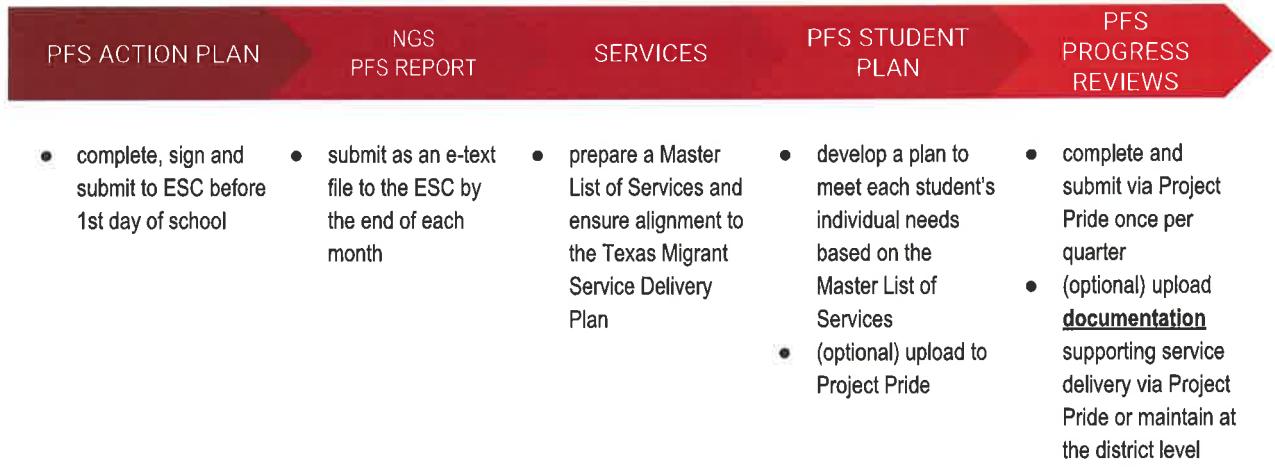 PFS ACTION PLAN
NGS
PFS REPORT
SERVICES
PFS STUDENT
PLAN
PFS
PROGRESS
REVIEWS
• complete, sign and
submit to ESC before
1st day of school
• submit as an e-text
file to the ESC by
the end of each
month
• prepare a Master
List of Services and
ensure alignment to
the Texas Migrant
Service Delivery
Plan
• develop a plan to
meet each student's
individual needs
based on the
Master List of
Services
• (optional) upload to
Project Pride
• complete and
submit via Project
Pride once per
quarter
• (optional) upload
documentation
supporting service
delivery via Project
Pride or maintain at
the district level